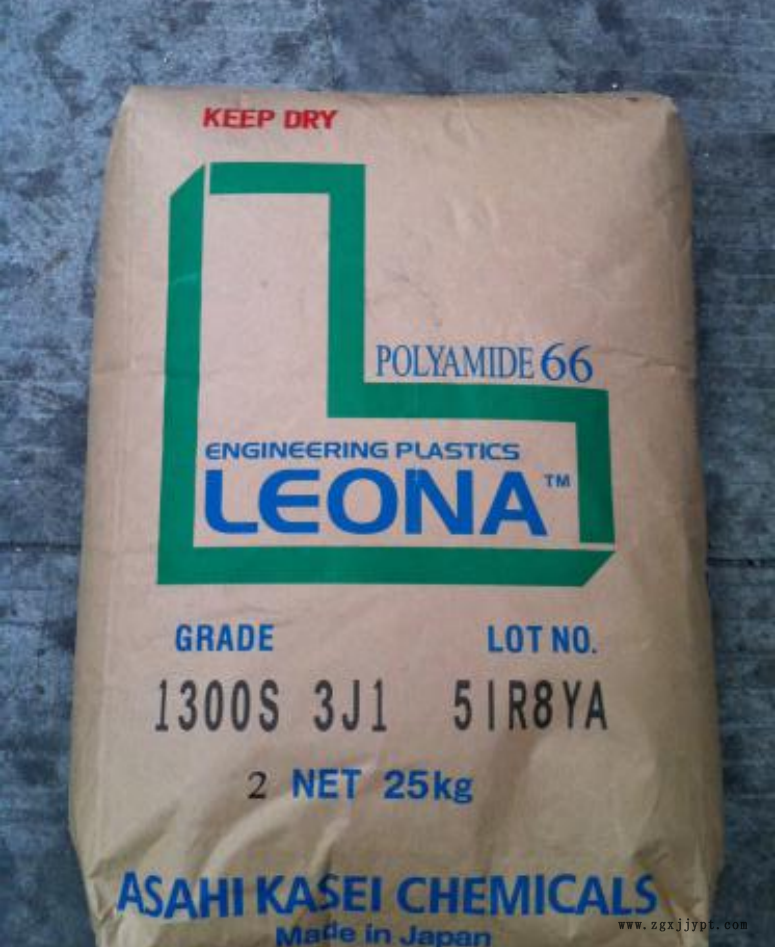 KEEP DRY
POLYAMIDE 66
ENGINEERING PLASTICS
LEONA™
GRADE LOT NO.
1300S 3J1 5IR8YA
2 NET 25kg
ASAHI KASEI CHEMICALS
Made in Japan
www.zgxjjypt.com